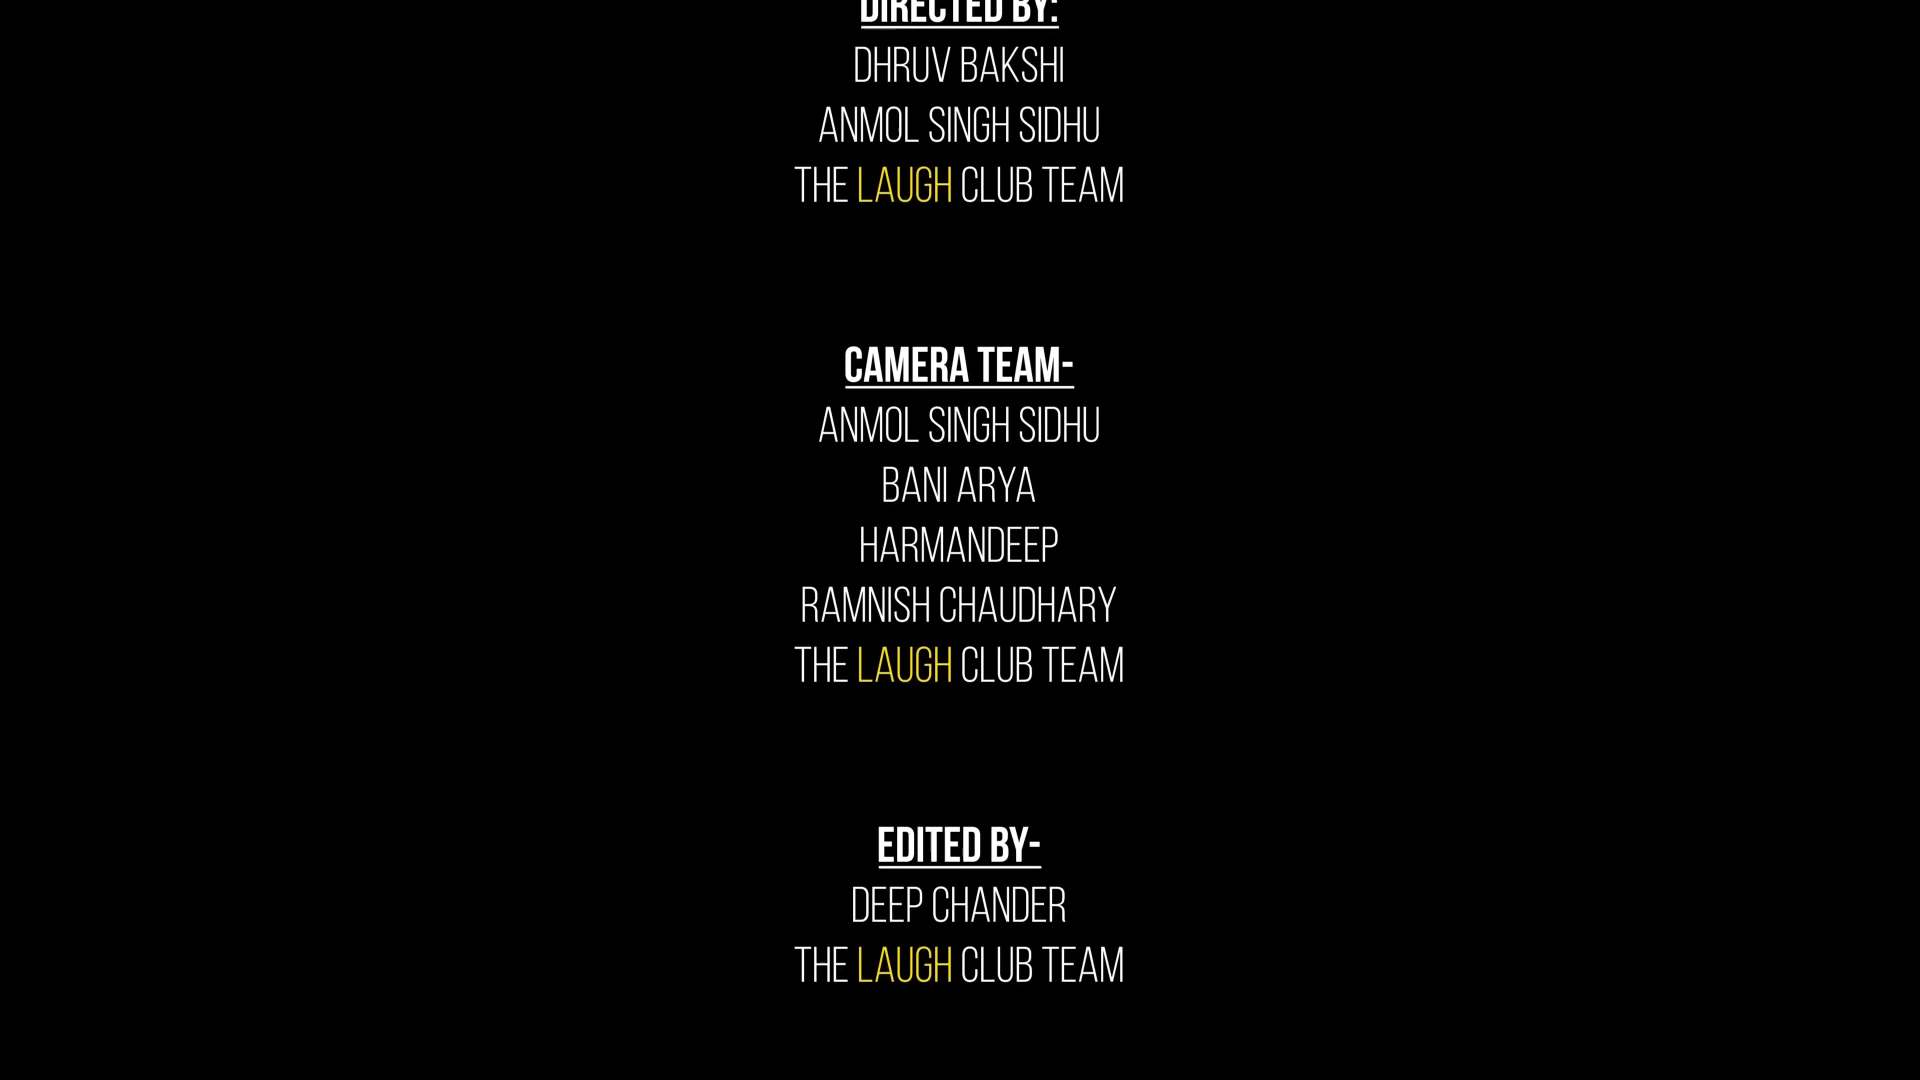 DIRECTED BY:
DHRUV BAKSHI
ANMOL SINGH SIDHU
THE LAUGH CLUB TEAM
CAMERA TEAM-
ANMOL SINGH SIDHU
BANI ARYA
HARMANDEEP
RAMNISH CHAUDHARY
THE LAUGH CLUB TEAM
EDITED BY-
DEEP CHANDER
THE LAUGH CLUB TEAM